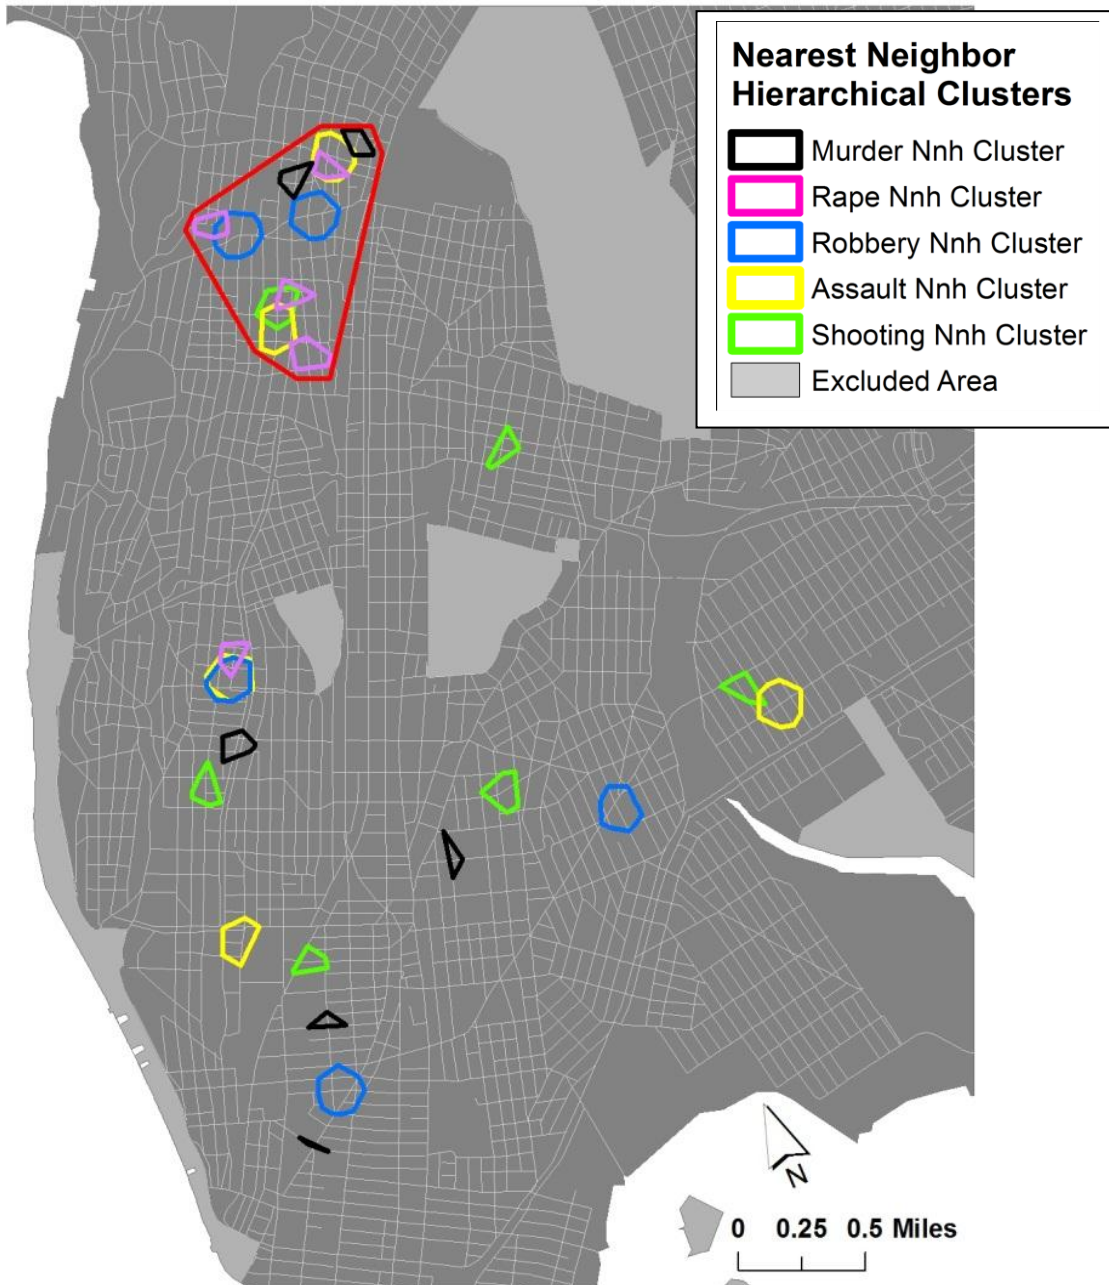 Nearest Neighbor
Hierarchical Clusters
Murder Nnh Cluster
Rape Nnh Cluster
Robbery Nnh Cluster
Assault Nnh Cluster
Shooting Nnh Cluster
Excluded Area
N
0 0.25 0.5 Miles